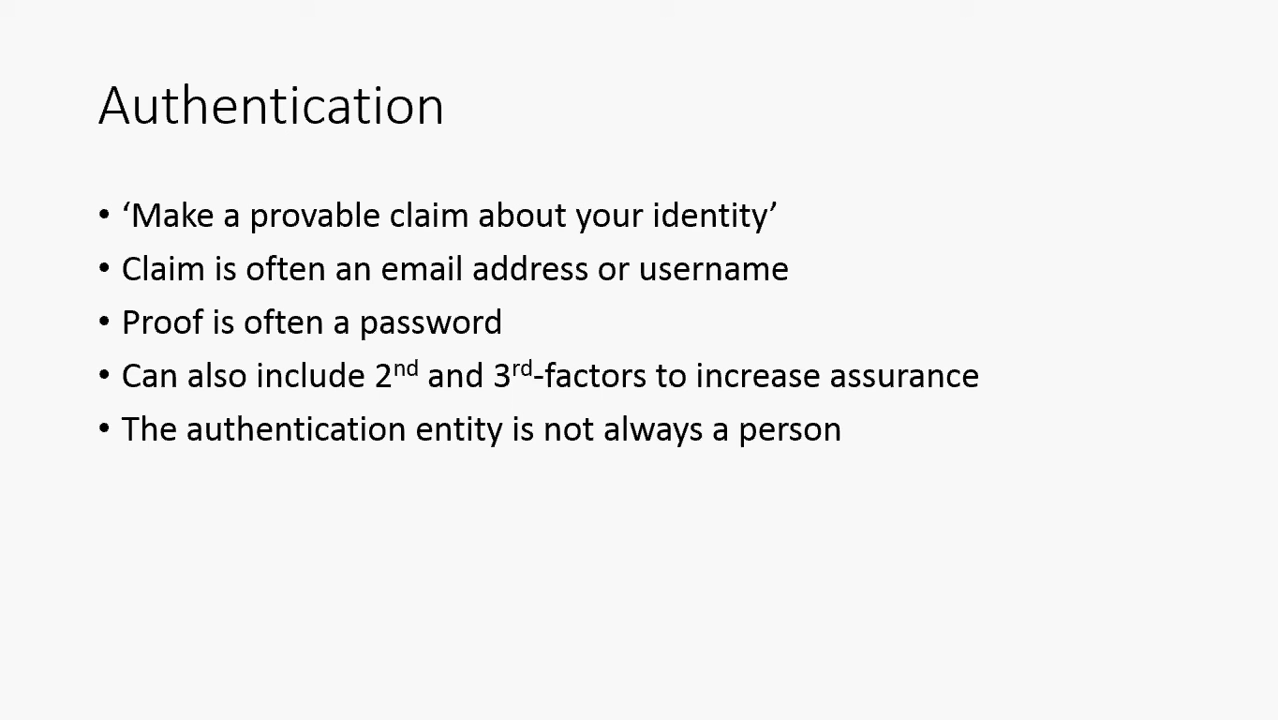 Authentication
• ‘Make a provable claim about your identity’
• Claim is often an email address or username
• Proof is often a password
• Can also include 2nd and 3rd-factors to increase assurance
• The authentication entity is not always a person